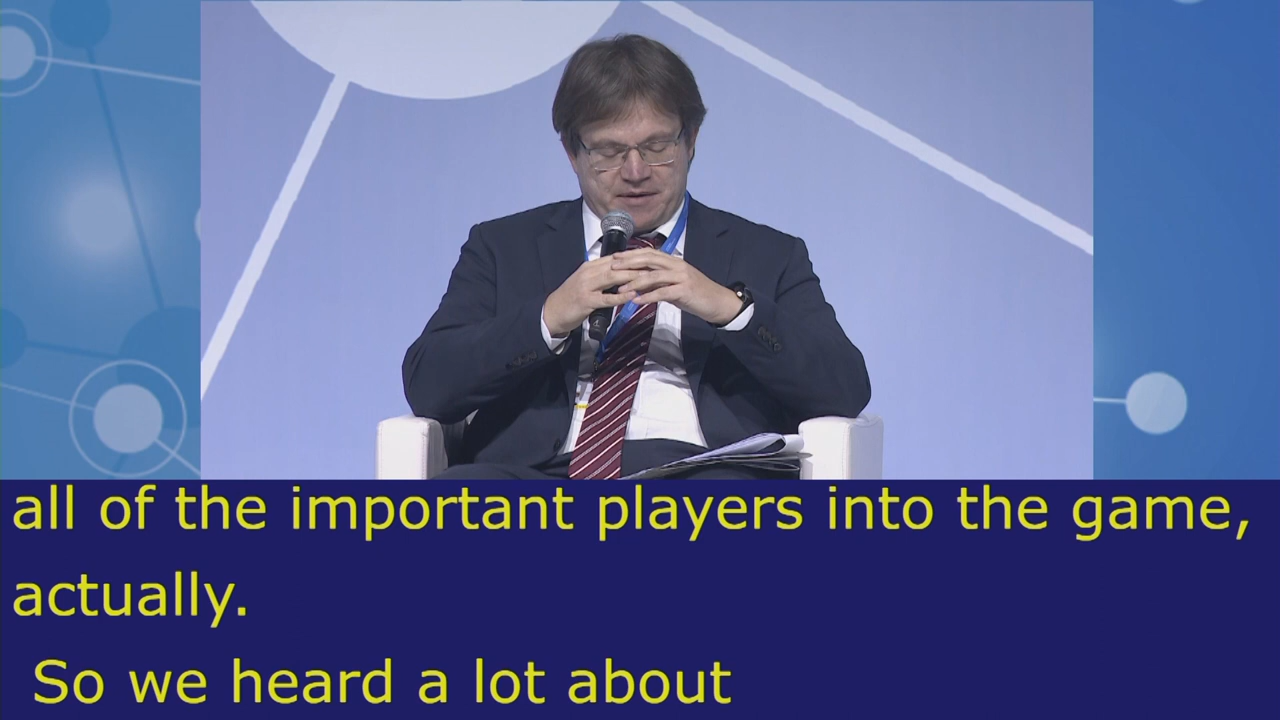 all of the important players into the game,
actually.
So we heard a lot about